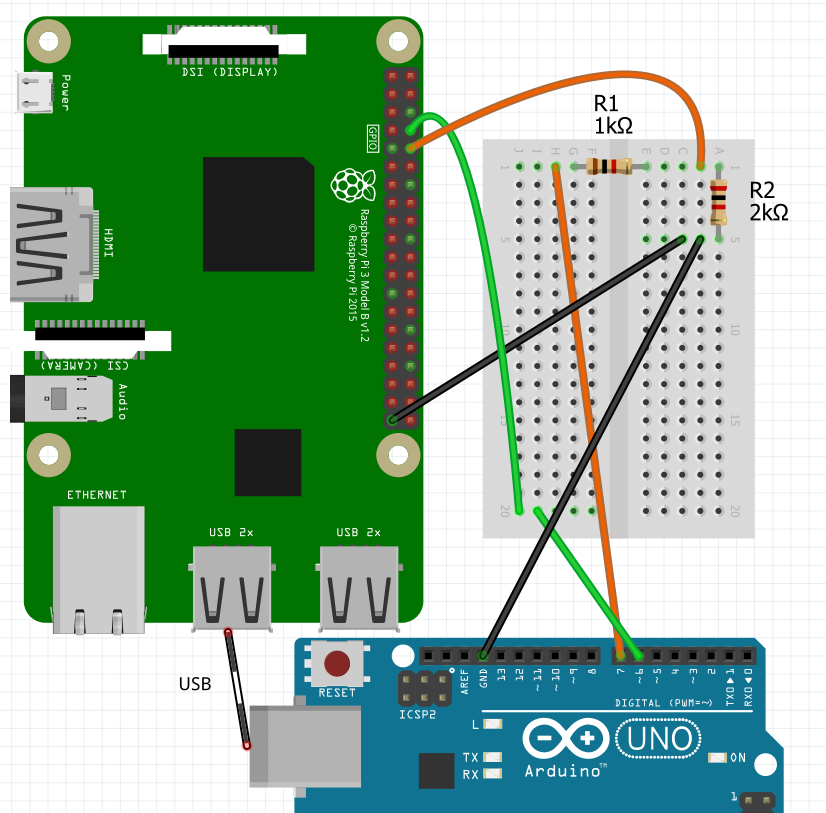 DSI (DISPLAY)
Power
GPIO
HDMI
Raspberry Pi 3 Model B v1.2
© Raspberry Pi 2015
CSI (CAMERA)
Audio
ETHERNET
USB 2x
USB 2x
R1
1kΩ
R2
2kΩ
J I H G F E D C A
1 1
5 5
10 10
15 15
20 20
USB
RESET
ICSP2
AREF
GND
13
12
~11
~10
~9
8
7
~6
~5
4
~3
2
TX0▶1
RX0◀0
DIGITAL (PWM=~)
L
TX
RX
UNO
Arduino™
ON
1